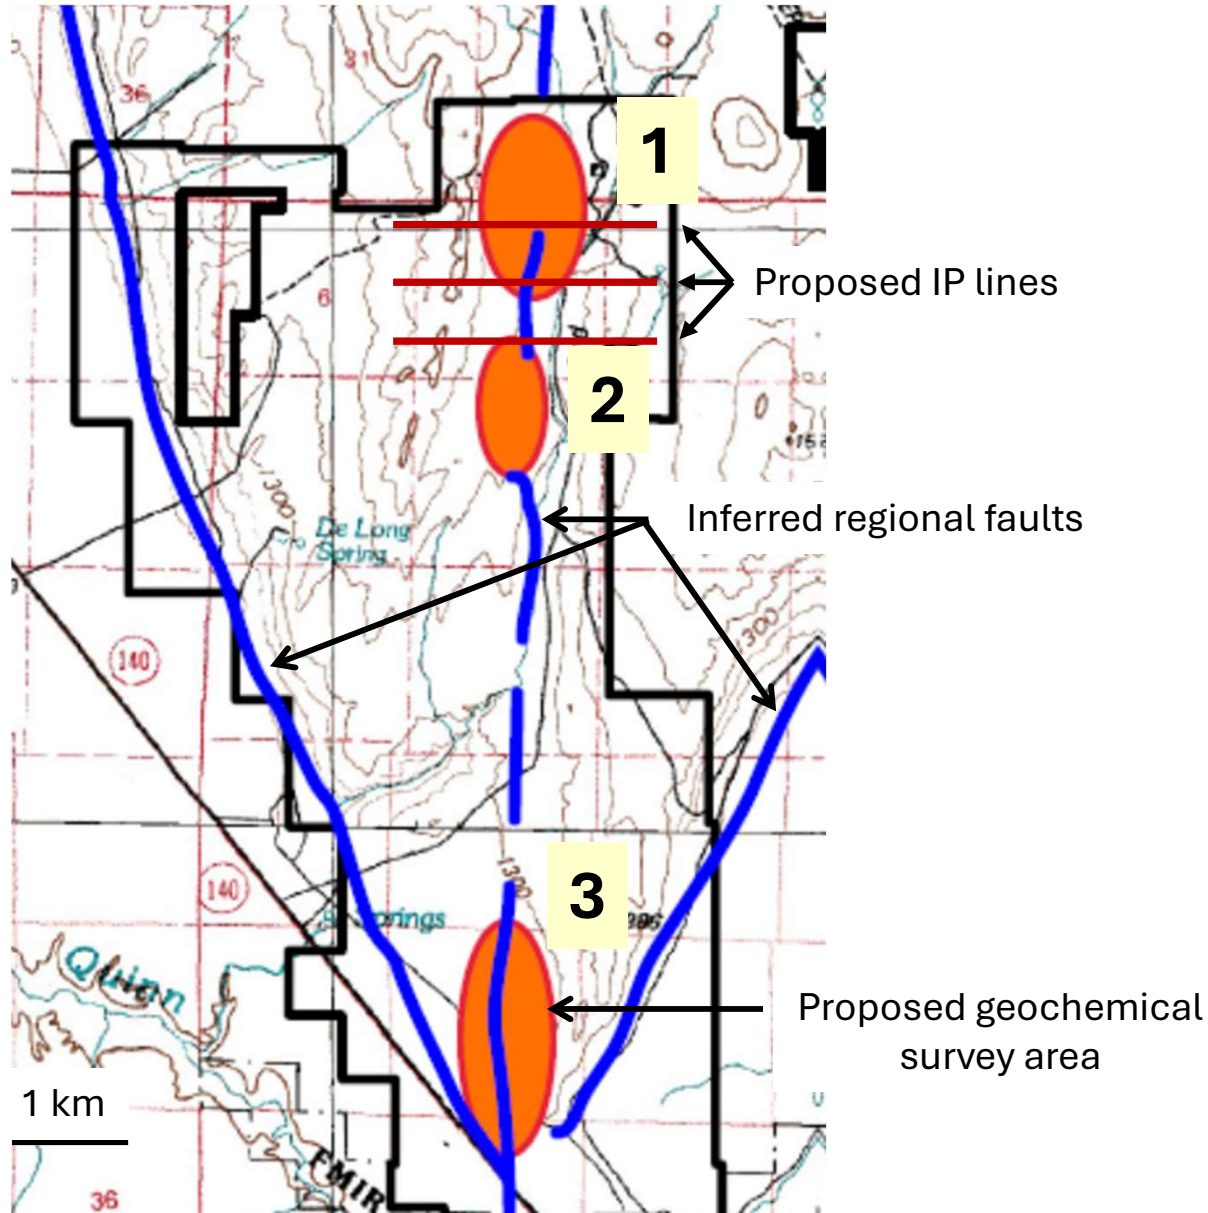 31
36
1
Proposed IP lines
6
2
1300
De Long
Spring
Inferred regional faults
140
1300
3
140
Springs
Quinn
Proposed geochemical
survey area
1 km
36